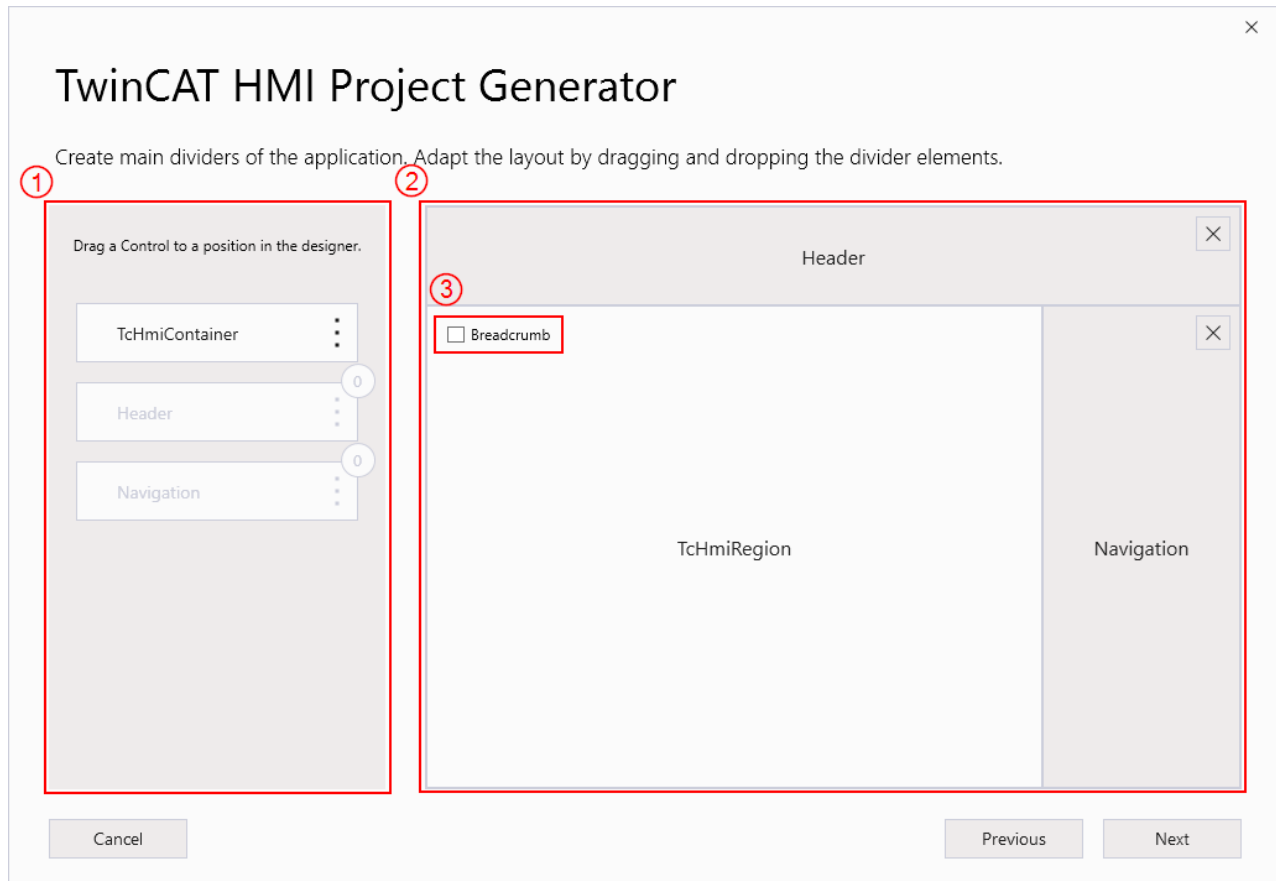 TwinCAT HMI Project Generator
Create main dividers of the application. Adapt the layout by dragging and dropping the divider elements.
1
2
Drag a Control to a position in the designer.
Header
3
TcHmiContainer
Breadcrumb
0
Header
0
Navigation
TcHmiRegion
Navigation
Cancel
Previous
Next